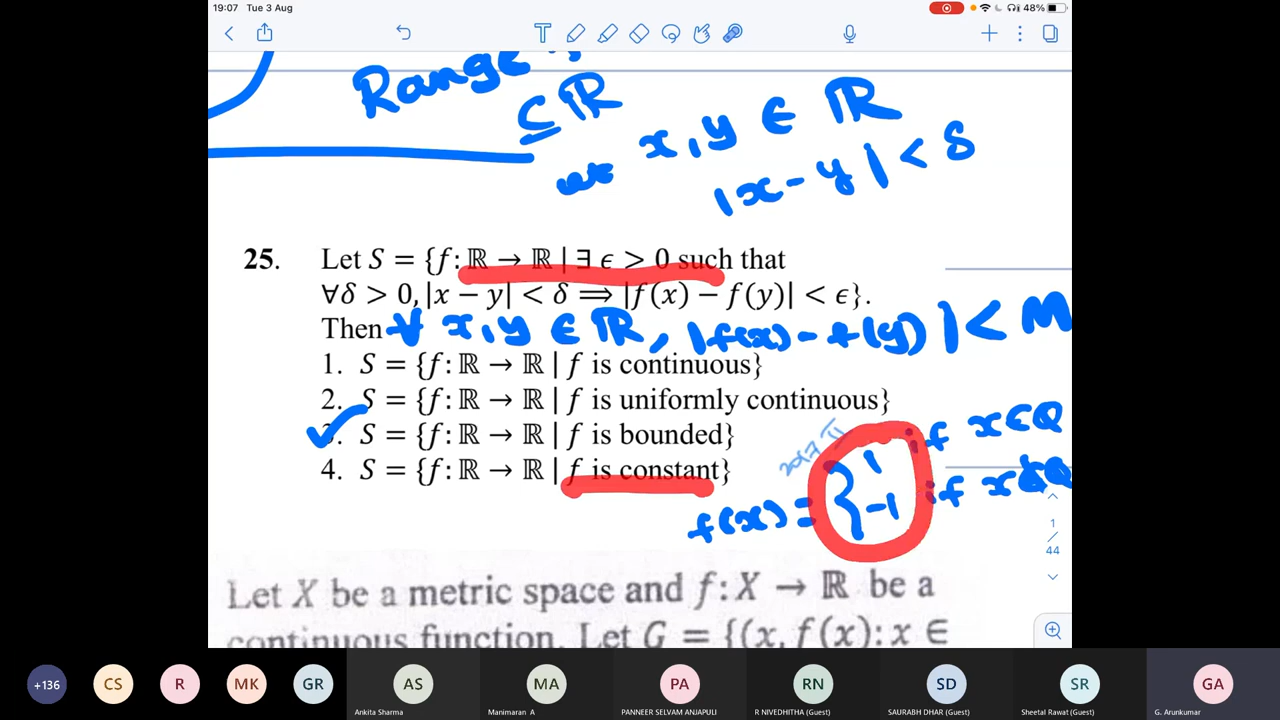 19:07 Tue 3 Aug
48%
Range
⊆ ℝ
x, y ∈ ℝ
|x - y| < δ
25. Let S = {f: ℝ → ℝ | ∃ ϵ > 0 such that
∀δ > 0, |x − y| < δ ⟹ |f(x) − f(y)| < ϵ}.
Then ∀ x, y ∈ ℝ, |f(x) - f(y)| < M
1. S = {f: ℝ → ℝ | f is continuous}
2. S = {f: ℝ → ℝ | f is uniformly continuous}
3. S = {f: ℝ → ℝ | f is bounded}
4. S = {f: ℝ → ℝ | f is constant}
2017 π
f(x) = { 1 if x ∈ Q
-1 if x ∉ Q
1
/
44
Let X be a metric space and f: X → ℝ be a
continuous function. Let G = {(x, f(x): x ∈
+136
CS
R
MK
GR
AS
MA
PA
RN
SD
SR
GA
Ankita Sharma
Manimaran A
PANNEER SELVAM ANJAPULI
R NIVEDHITHA (Guest)
SAURABH DHAR (Guest)
Sheetal Rawat (Guest)
G. Arunkumar